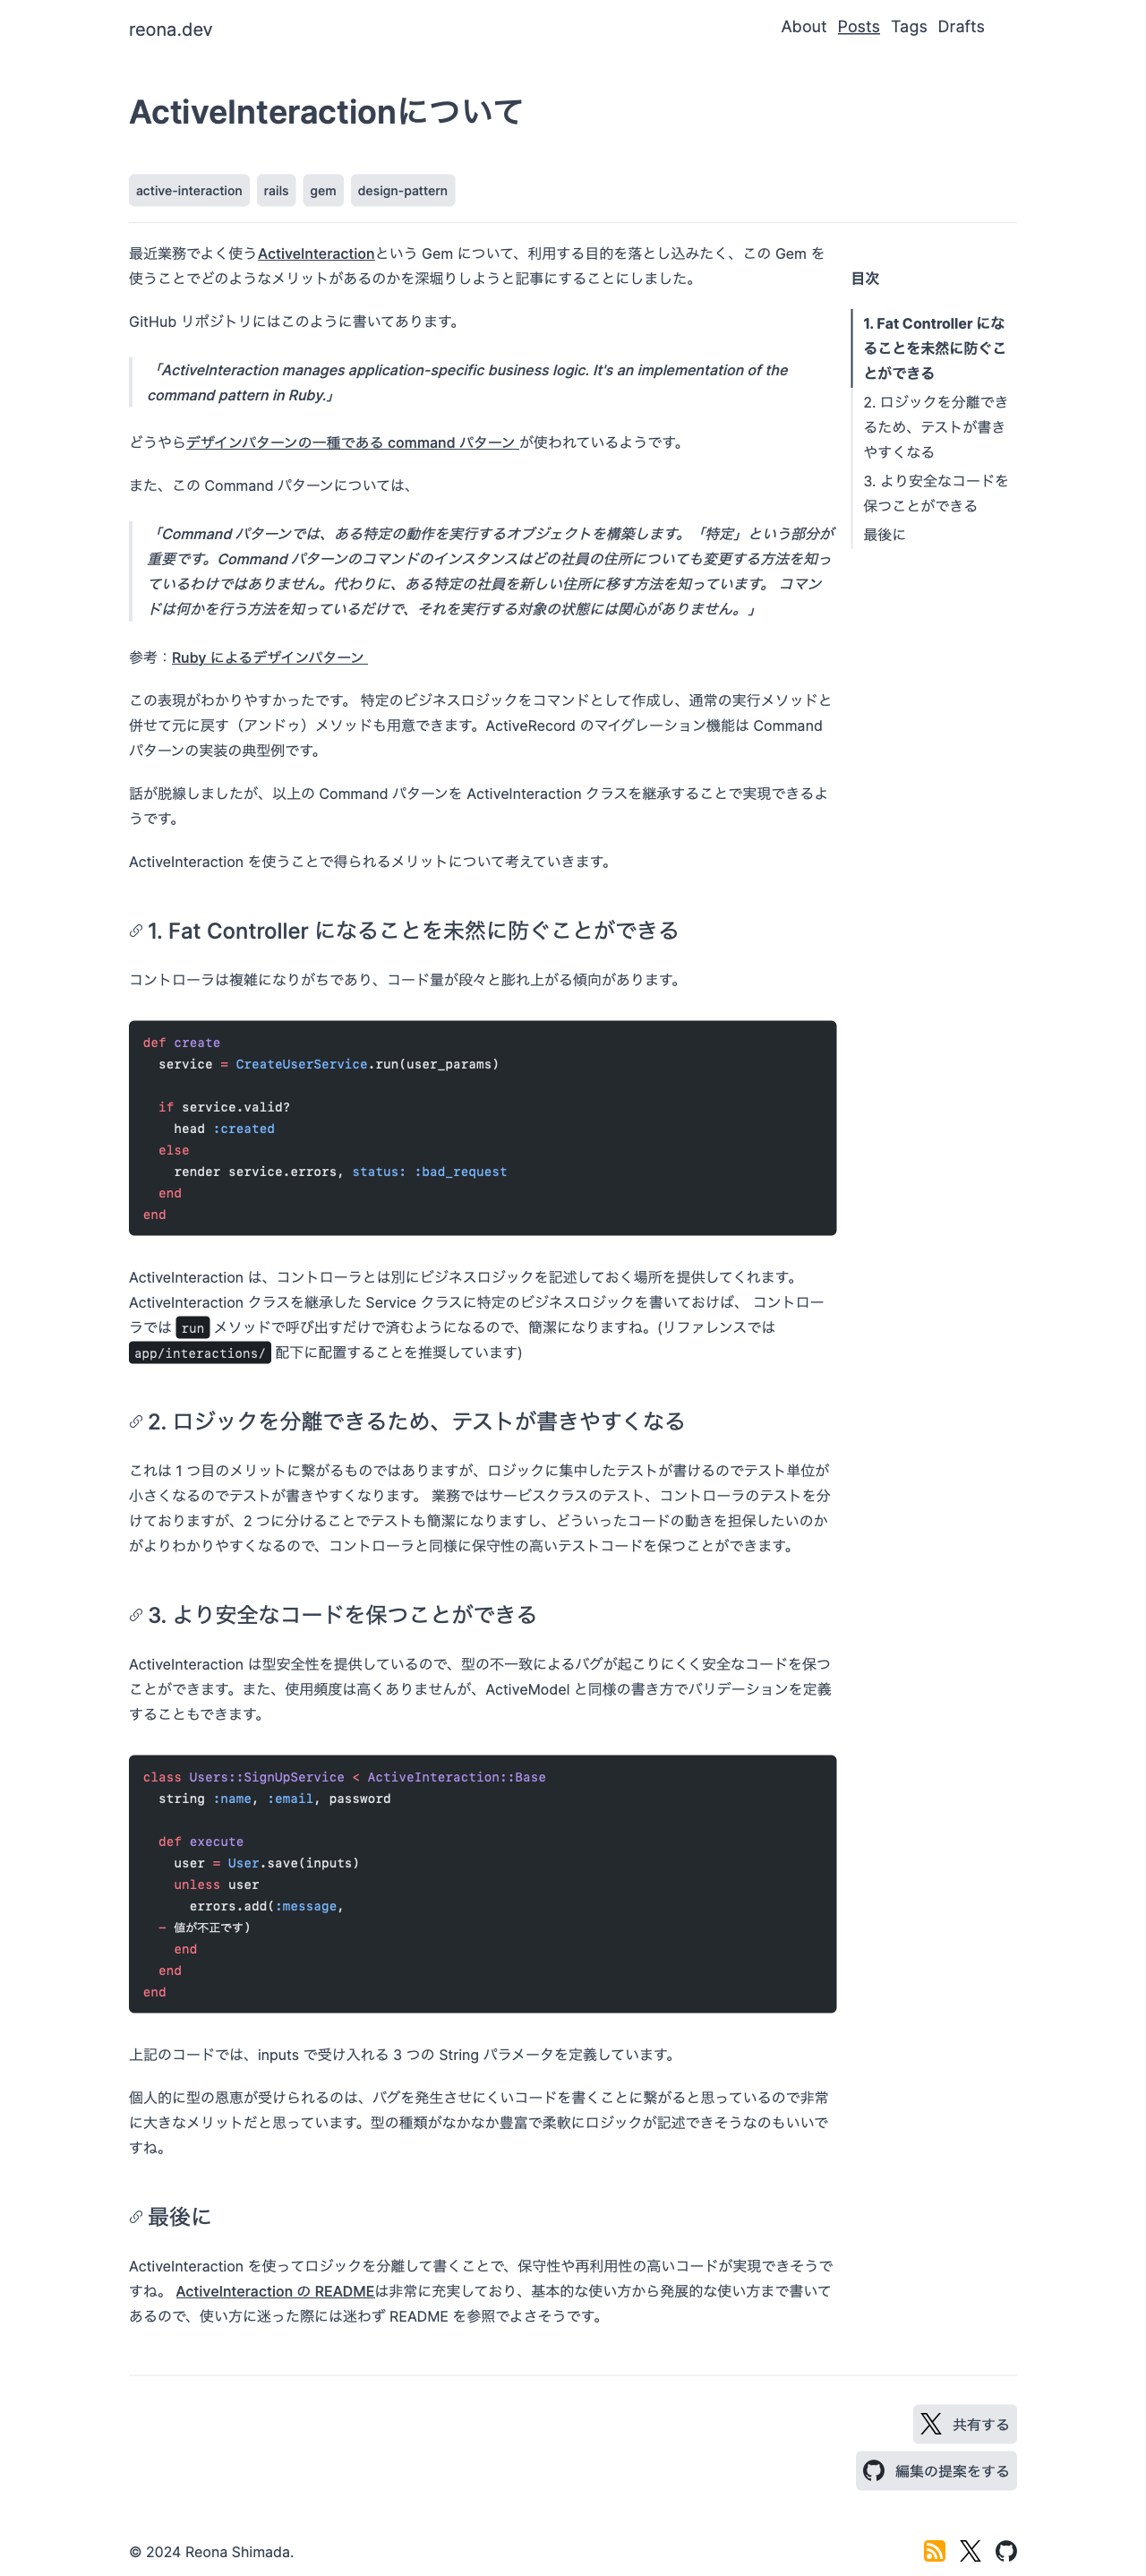 reona.dev
About Posts Tags Drafts
ActiveInteractionについて
active-interaction rails gem design-pattern
最近業務でよく使うActiveInteractionという Gem について、利用する目的を落とし込みたく、この Gem を
使うことでどのようなメリットがあるのかを深堀りしようと記事にすることにしました。
GitHub リポジトリにはこのように書いてあります。
「ActiveInteraction manages application-specific business logic. It's an implementation of the
command pattern in Ruby.」
どうやらデザインパターンの一種である command パターン が使われているようです。
また、この Command パターンについては、
「Command パターンでは、ある特定の動作を実行するオブジェクトを構築します。「特定」という部分が
重要です。Command パターンのコマンドのインスタンスはどの社員の住所についても変更する方法を知っ
ているわけではありません。代わりに、ある特定の社員を新しい住所に移す方法を知っています。 コマン
ドは何かを行う方法を知っているだけで、それを実行する対象の状態には関心がありません。」
参考：Ruby によるデザインパターン
この表現がわかりやすかったです。 特定のビジネスロジックをコマンドとして作成し、通常の実行メソッドと
併せて元に戻す（アンドゥ）メソッドも用意できます。ActiveRecord のマイグレーション機能は Command
パターンの実装の典型例です。
話が脱線しましたが、以上の Command パターンを ActiveInteraction クラスを継承することで実現できるよ
うです。
ActiveInteraction を使うことで得られるメリットについて考えていきます。
目次
1. Fat Controller にな
ることを未然に防ぐこ
とができる
2. ロジックを分離でき
るため、テストが書き
やすくなる
3. より安全なコードを
保つことができる
最後に
1. Fat Controller になることを未然に防ぐことができる
コントローラは複雑になりがちであり、コード量が段々と膨れ上がる傾向があります。
def create
  service = CreateUserService.run(user_params)
  if service.valid?
    head :created
  else
    render service.errors, status: :bad_request
  end
end
ActiveInteraction は、コントローラとは別にビジネスロジックを記述しておく場所を提供してくれます。
ActiveInteraction クラスを継承した Service クラスに特定のビジネスロジックを書いておけば、 コントロー
ラでは run メソッドで呼び出すだけで済むようになるので、簡潔になりますね。(リファレンスでは
app/interactions/ 配下に配置することを推奨しています)
2. ロジックを分離できるため、テストが書きやすくなる
これは 1 つ目のメリットに繋がるものではありますが、ロジックに集中したテストが書けるのでテスト単位が
小さくなるのでテストが書きやすくなります。 業務ではサービスクラスのテスト、コントローラのテストを分
けておりますが、2 つに分けることでテストも簡潔になりますし、どういったコードの動きを担保したいのか
がよりわかりやすくなるので、コントローラと同様に保守性の高いテストコードを保つことができます。
3. より安全なコードを保つことができる
ActiveInteraction は型安全性を提供しているので、型の不一致によるバグが起こりにくく安全なコードを保つ
ことができます。また、使用頻度は高くありませんが、ActiveModel と同様の書き方でバリデーションを定義
することもできます。
class Users::SignUpService < ActiveInteraction::Base
  string :name, :email, password
  def execute
    user = User.save(inputs)
    unless user
      errors.add(:message,
  - 値が不正です)
    end
  end
end
上記のコードでは、inputs で受け入れる 3 つの String パラメータを定義しています。
個人的に型の恩恵が受けられるのは、バグを発生させにくいコードを書くことに繋がると思っているので非常
に大きなメリットだと思っています。型の種類がなかなか豊富で柔軟にロジックが記述できそうなのもいいで
すね。
最後に
ActiveInteraction を使ってロジックを分離して書くことで、保守性や再利用性の高いコードが実現できそうで
すね。 ActiveInteraction の READMEは非常に充実しており、基本的な使い方から発展的な使い方まで書いて
あるので、使い方に迷った際には迷わず README を参照でよさそうです。
共有する
編集の提案をする
© 2024 Reona Shimada.